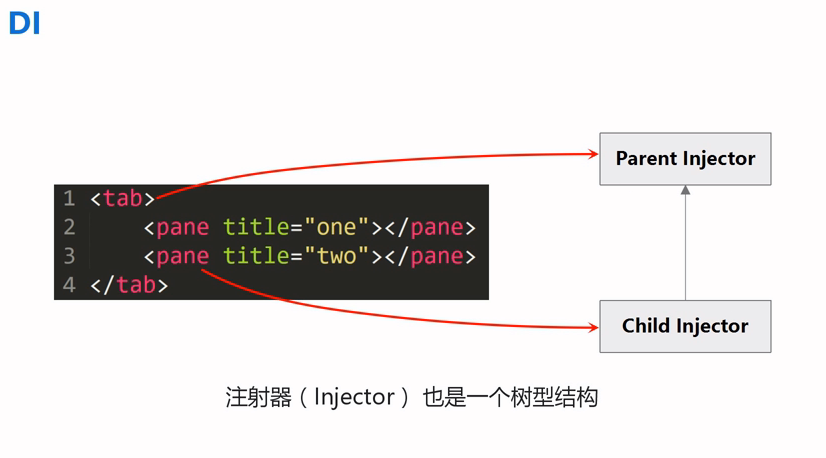 DI
1 <tab>
2     <pane title="one"></pane>
3     <pane title="two"></pane>
4 </tab>
Parent Injector
Child Injector
注射器（Injector ）也是一个树型结构